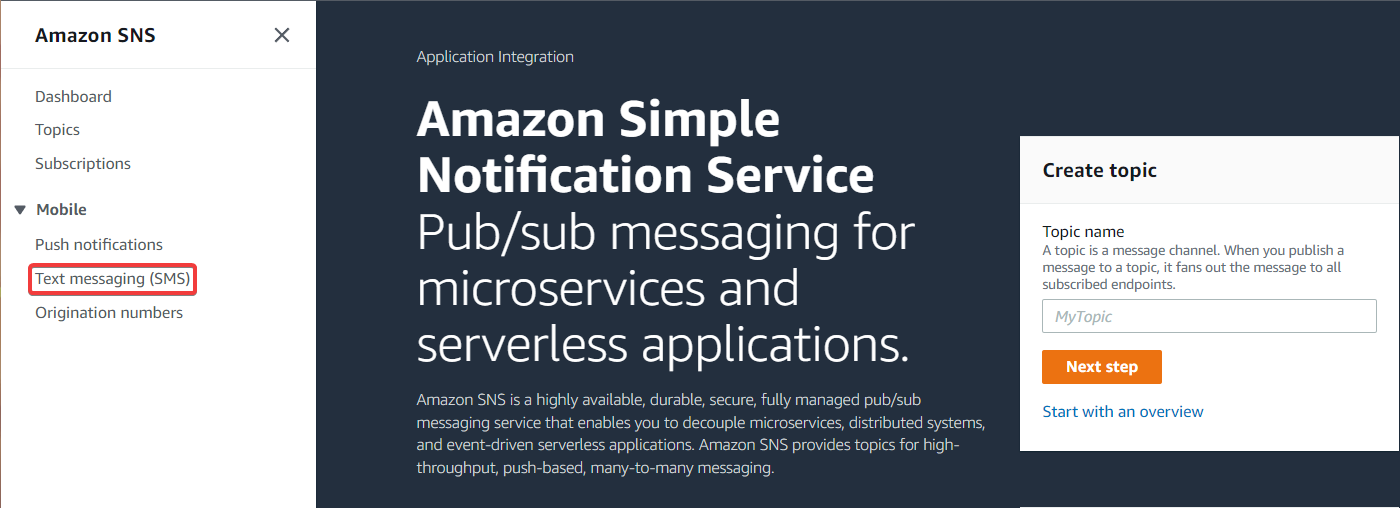 Amazon SNS
Dashboard
Topics
Subscriptions
Mobile
Push notifications
Text messaging (SMS)
Origination numbers
Application Integration
Amazon Simple
Notification Service
Pub/sub messaging for
microservices and
serverless applications.
Amazon SNS is a highly available, durable, secure, fully managed pub/sub
messaging service that enables you to decouple microservices, distributed systems,
and event-driven serverless applications. Amazon SNS provides topics for high-
throughput, push-based, many-to-many messaging.
Create topic
Topic name
A topic is a message channel. When you publish a
message to a topic, it fans out the message to all
subscribed endpoints.
MyTopic
Next step
Start with an overview